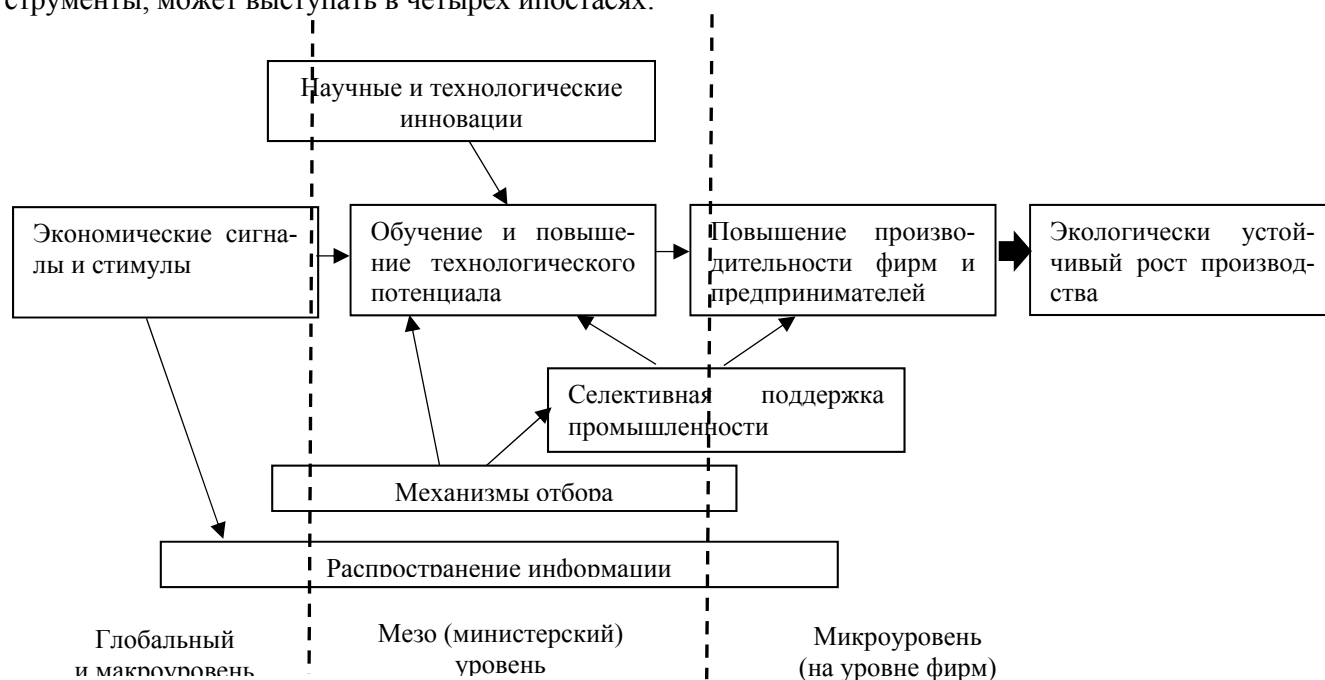 струменты, может выступать в четырех ипостасях:
Научные и технологические
инновации
Экономические сигна-
лы и стимулы
Обучение и повыше-
ние технологического
потенциала
Повышение произво-
дительности фирм и
предпринимателей
Экологически устой-
чивый рост производ-
ства
Селективная поддержка
промышленности
Механизмы отбора
Распространение информации
Глобальный
и макроуровень
Мезо (министерский)
уровень
Микроуровень
(на уровне фирм)